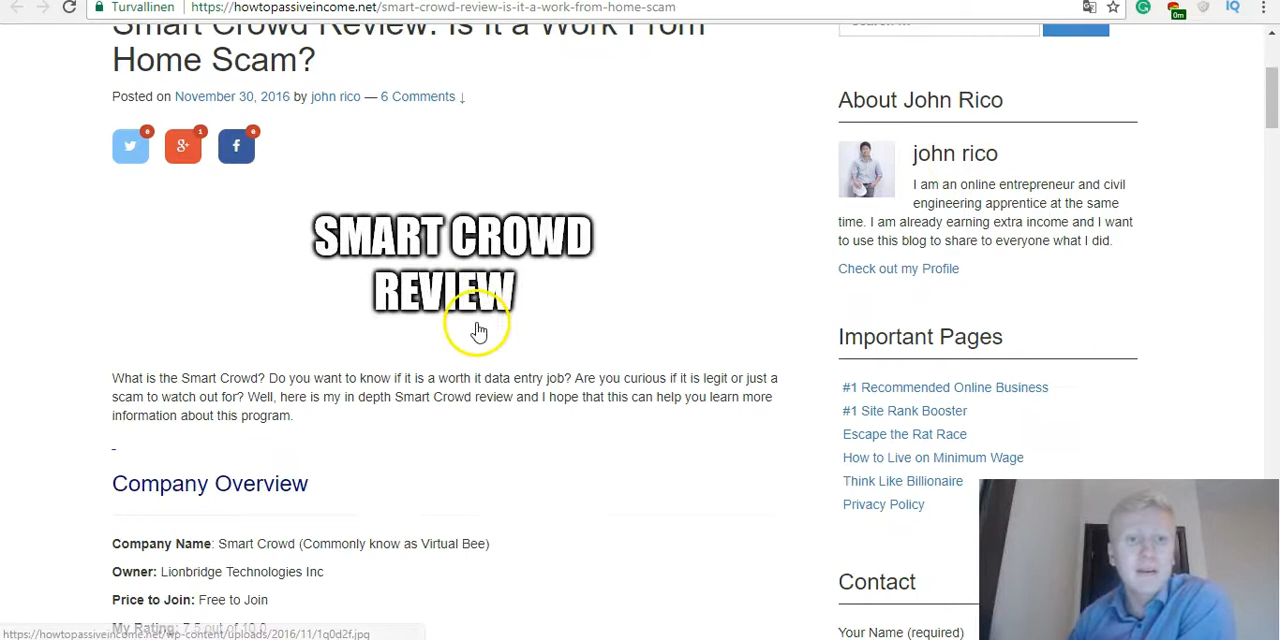 Turvallinen
https://howtopassiveincome.net/smart-crowd-review-is-it-a-work-from-home-scam
0m
IQ
Smart Crowd Review: Is it a Work From
Home Scam?
Posted on November 30, 2016 by john rico — 6 Comments ↓
0
1
0
g+
f
SMART CROWD
REVIEW
What is the Smart Crowd? Do you want to know if it is a worth it data entry job? Are you curious if it is legit or just a
scam to watch out for? Well, here is my in depth Smart Crowd review and I hope that this can help you learn more
information about this program.
Company Overview
Company Name: Smart Crowd (Commonly know as Virtual Bee)
Owner: Lionbridge Technologies Inc
Price to Join: Free to Join
My Rating: 7.5 out of 10.0
https://howtopassiveincome.net/wp-content/uploads/2016/11/1q0d2f.jpg
About John Rico
john rico
I am an online entrepreneur and civil
engineering apprentice at the same
time. I am already earning extra income and I want
to use this blog to share to everyone what I did.
Check out my Profile
Important Pages
#1 Recommended Online Business
#1 Site Rank Booster
Escape the Rat Race
How to Live on Minimum Wage
Think Like Billionaire
Privacy Policy
Contact
Your Name (required)